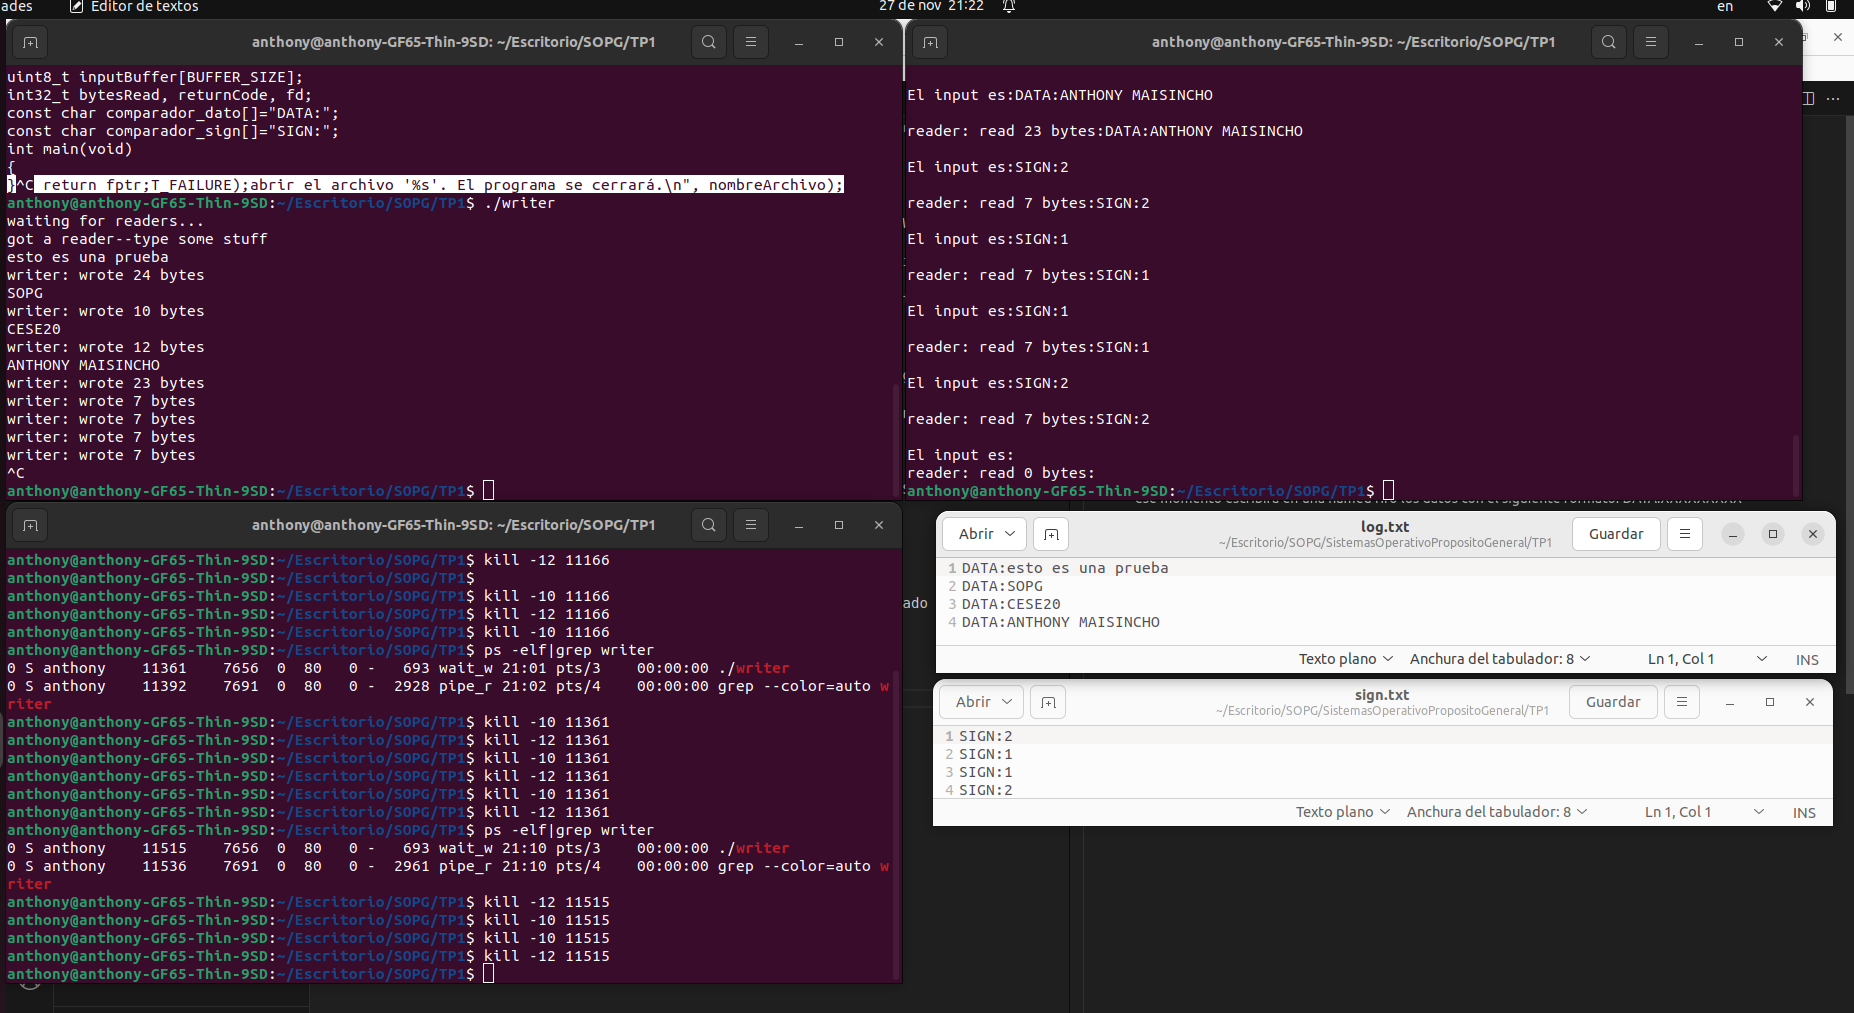 ades
Editor de textos
27 de nov 21:22
en
anthony@anthony-GF65-Thin-9SD: ~/Escritorio/SOPG/TP1
uint8_t inputBuffer[BUFFER_SIZE];
int32_t bytesRead, returnCode, fd;
const char comparador_dato[]="DATA:";
const char comparador_sign[]="SIGN:";
int main(void)
{
}^C return fptr;T_FAILURE);abrir el archivo '%s'. El programa se cerrará.\n", nombreArchivo);
anthony@anthony-GF65-Thin-9SD:~/Escritorio/SOPG/TP1$ ./writer
waiting for readers...
got a reader--type some stuff
esto es una prueba
writer: wrote 24 bytes
SOPG
writer: wrote 10 bytes
CESE20
writer: wrote 12 bytes
ANTHONY MAISINCHO
writer: wrote 23 bytes
writer: wrote 7 bytes
writer: wrote 7 bytes
writer: wrote 7 bytes
writer: wrote 7 bytes
^C
anthony@anthony-GF65-Thin-9SD:~/Escritorio/SOPG/TP1$
anthony@anthony-GF65-Thin-9SD: ~/Escritorio/SOPG/TP1
El input es:DATA:ANTHONY MAISINCHO
reader: read 23 bytes:DATA:ANTHONY MAISINCHO
El input es:SIGN:2
reader: read 7 bytes:SIGN:2
El input es:SIGN:1
reader: read 7 bytes:SIGN:1
El input es:SIGN:1
reader: read 7 bytes:SIGN:1
El input es:SIGN:2
reader: read 7 bytes:SIGN:2
El input es:
reader: read 0 bytes:
anthony@anthony-GF65-Thin-9SD:~/Escritorio/SOPG/TP1$
anthony@anthony-GF65-Thin-9SD: ~/Escritorio/SOPG/TP1
anthony@anthony-GF65-Thin-9SD:~/Escritorio/SOPG/TP1$ kill -12 11166
anthony@anthony-GF65-Thin-9SD:~/Escritorio/SOPG/TP1$
anthony@anthony-GF65-Thin-9SD:~/Escritorio/SOPG/TP1$ kill -10 11166
anthony@anthony-GF65-Thin-9SD:~/Escritorio/SOPG/TP1$ kill -12 11166
anthony@anthony-GF65-Thin-9SD:~/Escritorio/SOPG/TP1$ kill -10 11166
anthony@anthony-GF65-Thin-9SD:~/Escritorio/SOPG/TP1$ ps -elf|grep writer
0 S anthony    11361    7656  0  80   0 -   693 wait_w 21:01 pts/3    00:00:00 ./writer
0 S anthony    11392    7691  0  80   0 -  2928 pipe_r 21:02 pts/4    00:00:00 grep --color=auto w
riter
anthony@anthony-GF65-Thin-9SD:~/Escritorio/SOPG/TP1$ kill -10 11361
anthony@anthony-GF65-Thin-9SD:~/Escritorio/SOPG/TP1$ kill -12 11361
anthony@anthony-GF65-Thin-9SD:~/Escritorio/SOPG/TP1$ kill -10 11361
anthony@anthony-GF65-Thin-9SD:~/Escritorio/SOPG/TP1$ kill -12 11361
anthony@anthony-GF65-Thin-9SD:~/Escritorio/SOPG/TP1$ kill -10 11361
anthony@anthony-GF65-Thin-9SD:~/Escritorio/SOPG/TP1$ kill -12 11361
anthony@anthony-GF65-Thin-9SD:~/Escritorio/SOPG/TP1$ ps -elf|grep writer
0 S anthony    11515    7656  0  80   0 -   693 wait_w 21:10 pts/3    00:00:00 ./writer
0 S anthony    11536    7691  0  80   0 -  2961 pipe_r 21:10 pts/4    00:00:00 grep --color=auto w
riter
anthony@anthony-GF65-Thin-9SD:~/Escritorio/SOPG/TP1$ kill -12 11515
anthony@anthony-GF65-Thin-9SD:~/Escritorio/SOPG/TP1$ kill -10 11515
anthony@anthony-GF65-Thin-9SD:~/Escritorio/SOPG/TP1$ kill -10 11515
anthony@anthony-GF65-Thin-9SD:~/Escritorio/SOPG/TP1$ kill -12 11515
anthony@anthony-GF65-Thin-9SD:~/Escritorio/SOPG/TP1$
ado
Abrir
log.txt
~/Escritorio/SOPG/SistemasOperativoPropositoGeneral/TP1
Guardar
1 DATA:esto es una prueba
2 DATA:SOPG
3 DATA:CESE20
4 DATA:ANTHONY MAISINCHO
Texto plano Anchura del tabulador: 8 Ln 1, Col 1 INS
Abrir
sign.txt
~/Escritorio/SOPG/SistemasOperativoPropositoGeneral/TP1
Guardar
1 SIGN:2
2 SIGN:1
3 SIGN:1
4 SIGN:2
Texto plano Anchura del tabulador: 8 Ln 1, Col 1 INS